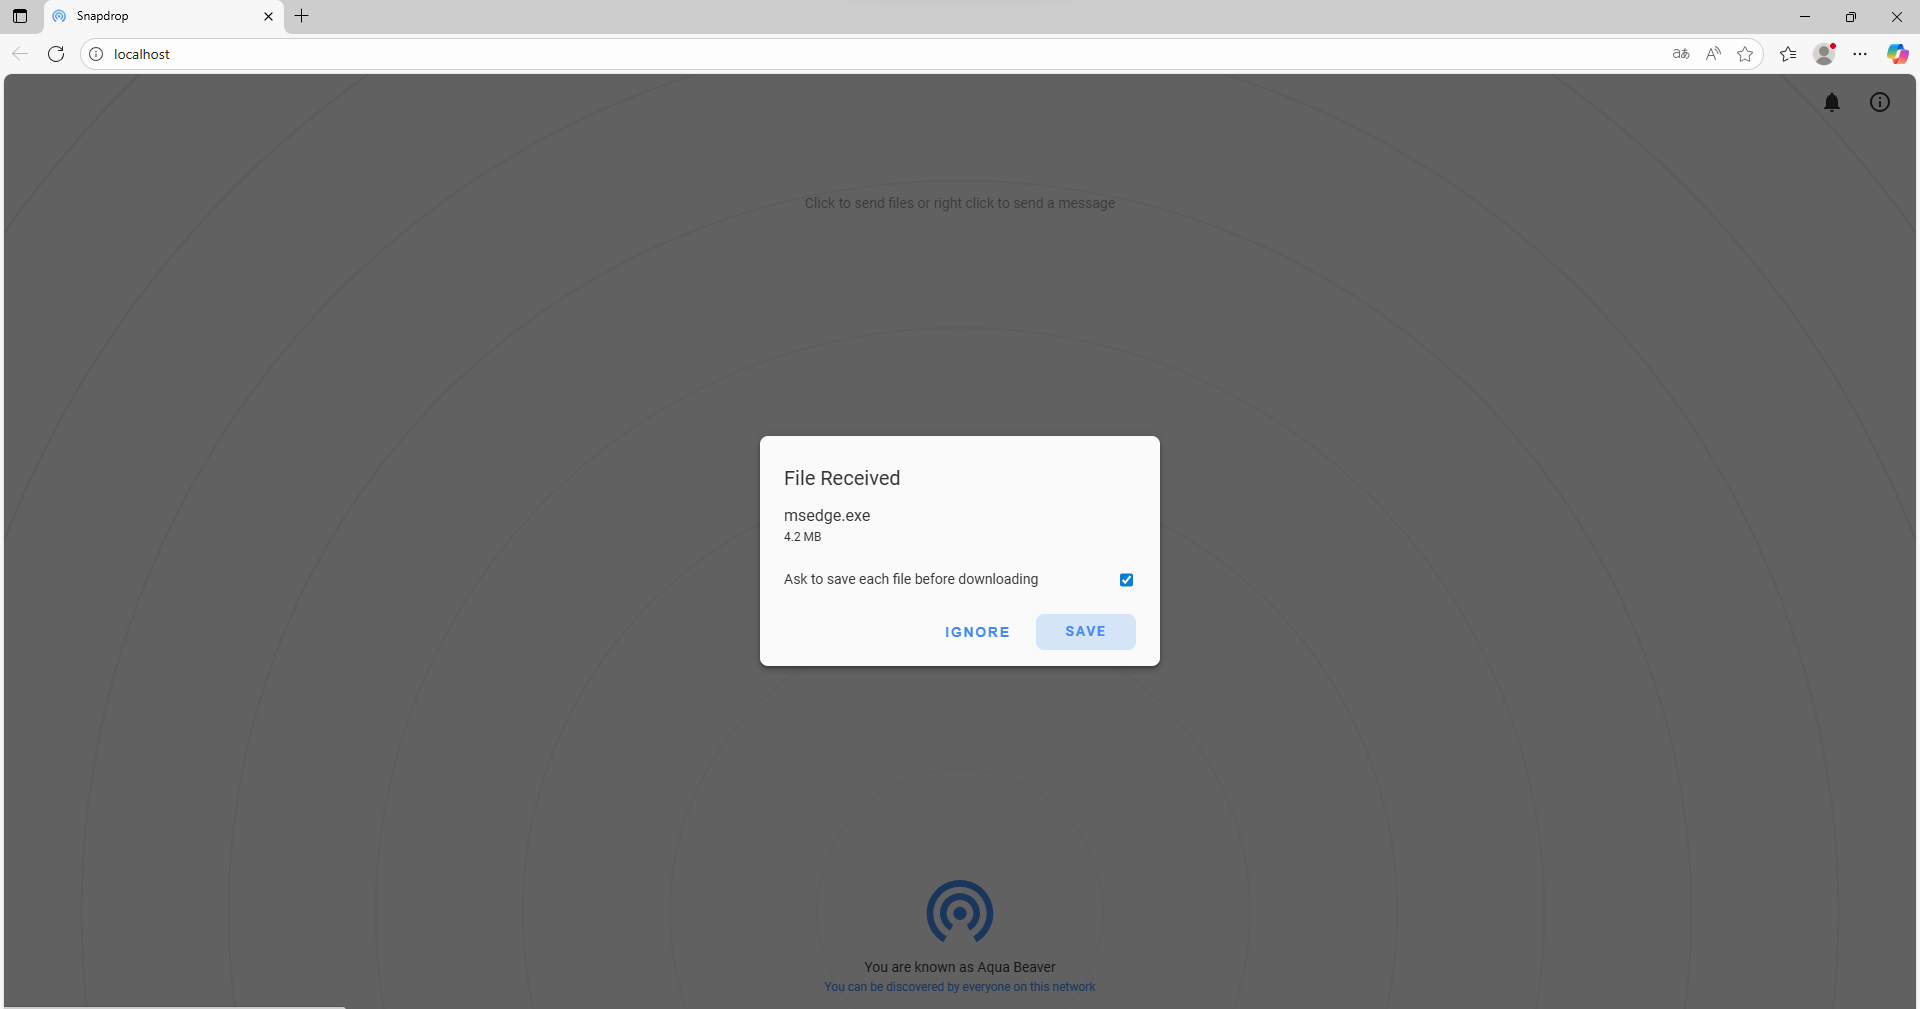 Snapdrop
localhost
aあ
Click to send files or right click to send a message
File Received
msedge.exe
4.2 MB
Ask to save each file before downloading
IGNORE
SAVE
You are known as Aqua Beaver
You can be discovered by everyone on this network